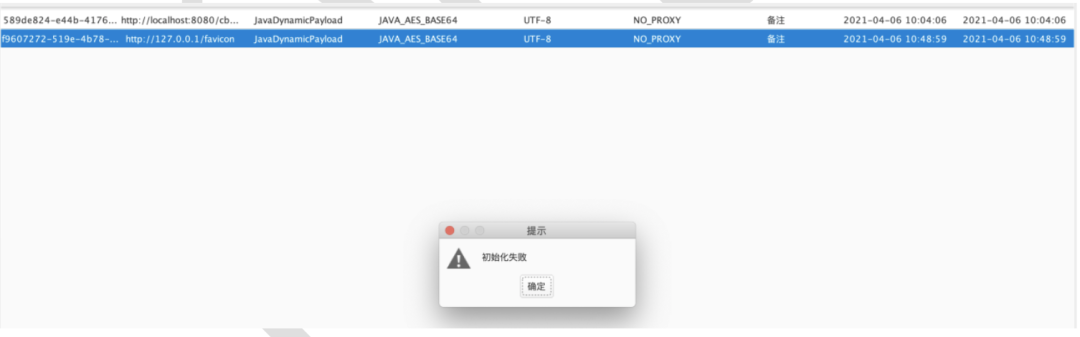 589de824-e44b-4176... http://localhost:8080/cb... JavaDynamicPayload JAVA_AES_BASE64 UTF-8 NO_PROXY 备注 2021-04-06 10:04:06 2021-04-06 10:04:06
f9607272-519e-4b78-... http://127.0.0.1/favicon JavaDynamicPayload JAVA_AES_BASE64 UTF-8 NO_PROXY 备注 2021-04-06 10:48:59 2021-04-06 10:48:59
提示
初始化失败
确定